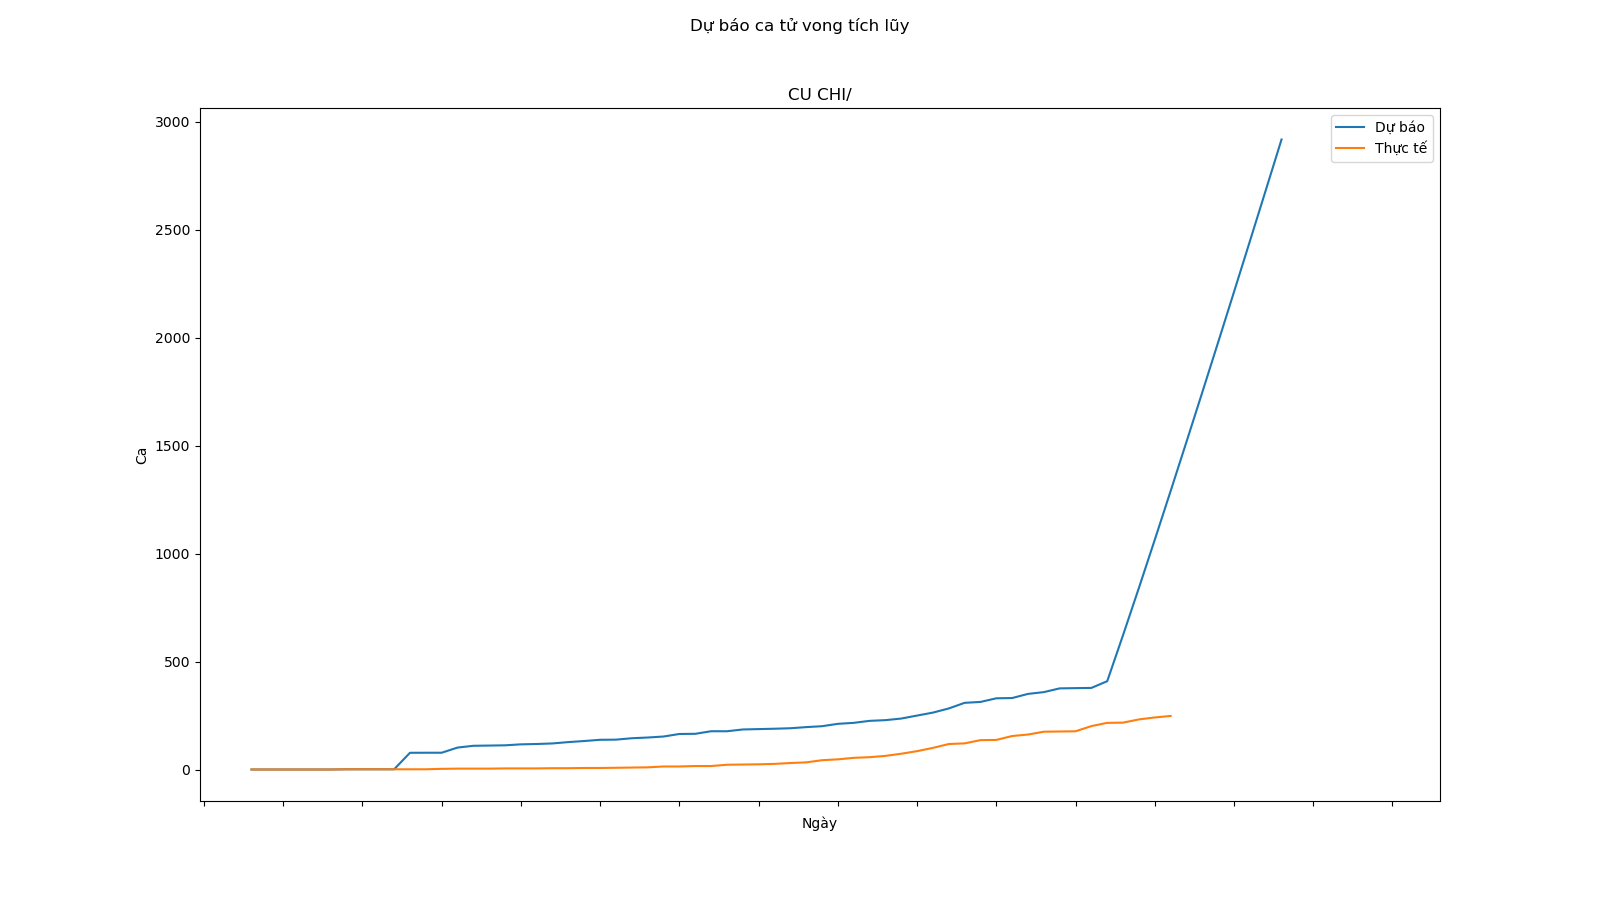 Dự báo ca tử vong tích lũy
CU CHI/
Dự báo
Thực tế
3000
2500
2000
1500
1000
500
0
Ca
Ngày